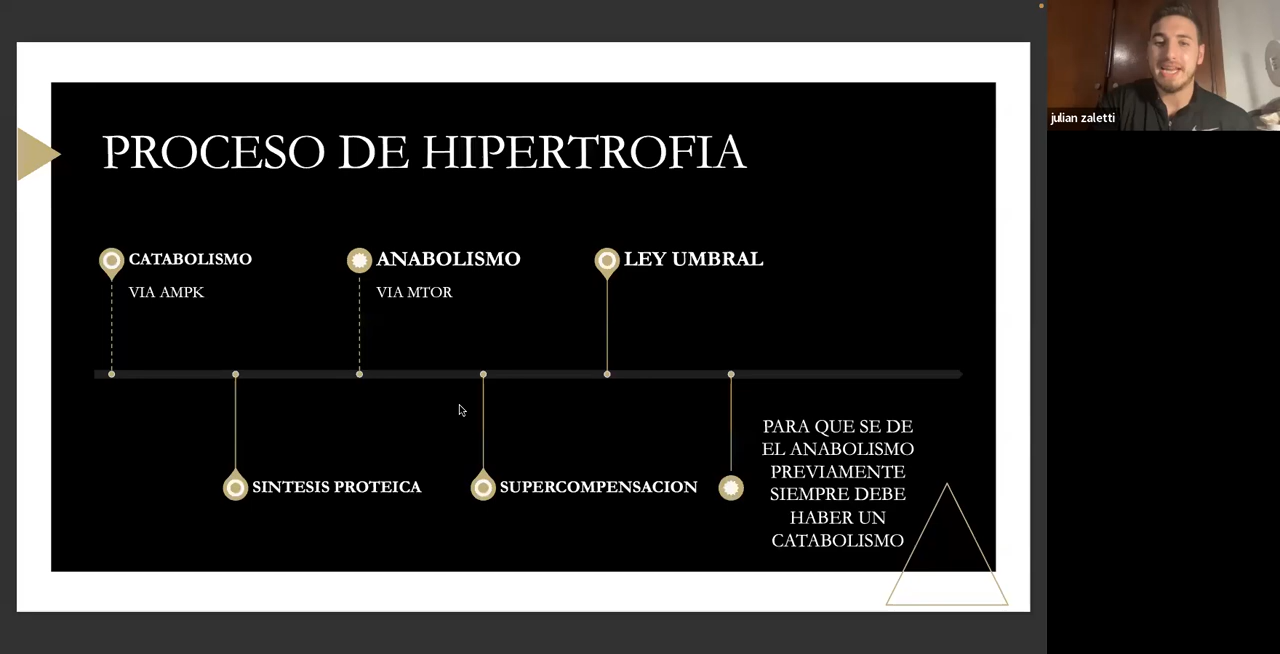 julian zaletti
PROCESO DE HIPERTROFIA
CATABOLISMO
VIA AMPK
ANABOLISMO
VIA MTOR
LEY UMBRAL
SINTESIS PROTEICA
SUPERCOMPENSACION
PARA QUE SE DE
EL ANABOLISMO
PREVIAMENTE
SIEMPRE DEBE
HABER UN
CATABOLISMO